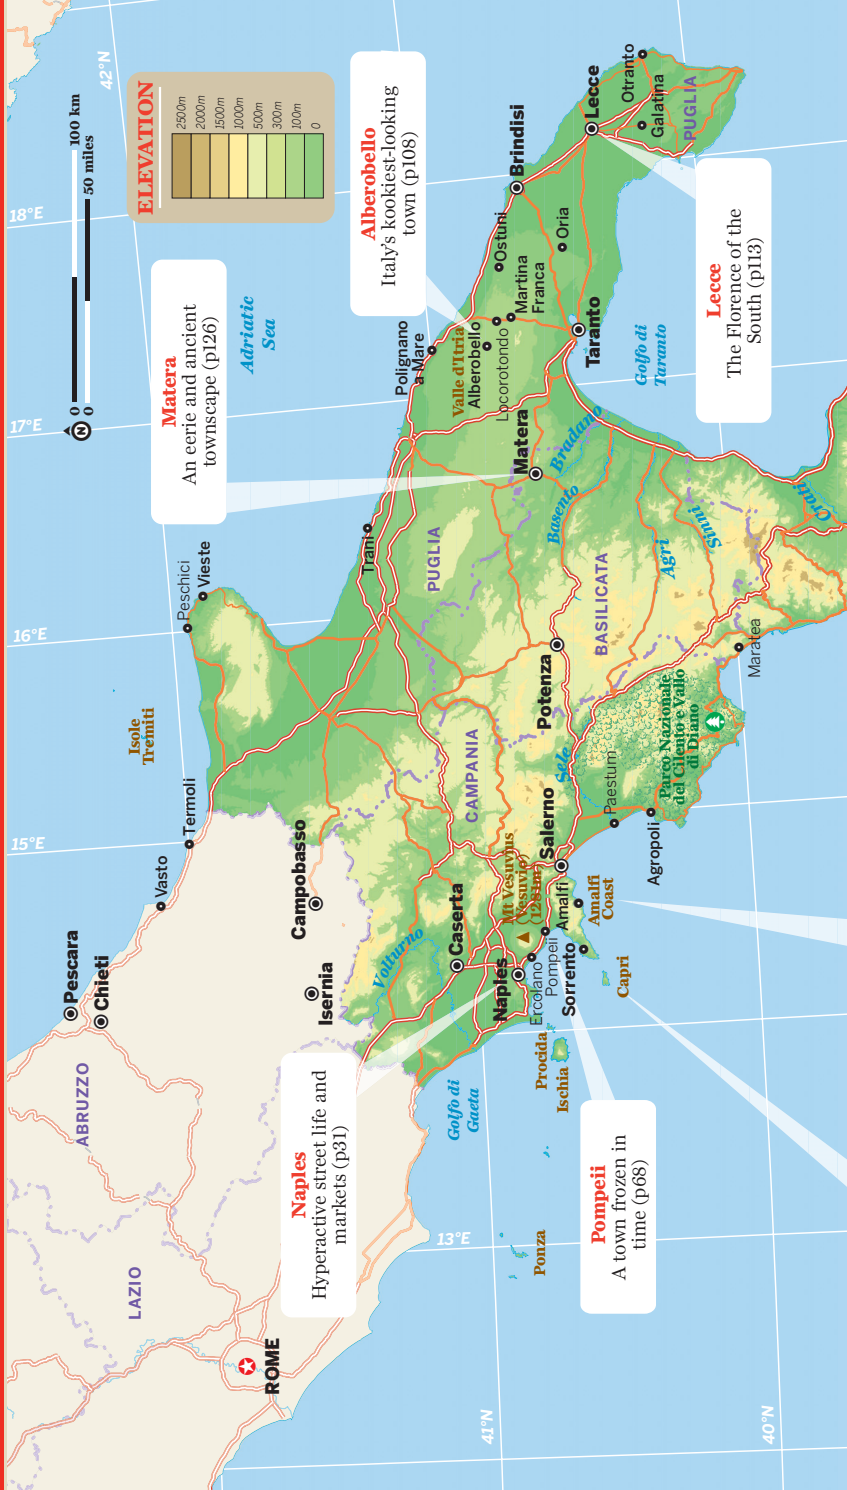 ELEVATION
2500m
2000m
1500m
1000m
500m
300m
100m
0
0
100 km
0
50 miles
N
42°N
18°E
17°E
16°E
15°E
13°E
41°N
40°N
Matera
An eerie and ancient
townscape (p126)
Alberobello
Italy's kookiest-looking
town (p108)
Lecce
The Florence of the
South (p113)
Naples
Hyperactive street life and
markets (p31)
Pompeii
A town frozen in
time (p68)
Adriatic
Sea
Isole
Tremiti
Pescara
Chieti
Vasto
Termoli
Peschici
Vieste
ABRUZZO
LAZIO
ROME
Isernia
Campobasso
Volturno
Caserta
Naples
Mt Vesuvius
(Vesuvio)
(1281m)
Ercolano
Pompeii
Sorrento
Amalfi
Amalfi
Coast
Capri
Procida
Ischia
Golfo di
Gaeta
Ponza
CAMPANIA
Salerno
Sele
Paestum
Agropoli
Parco Nazionale
del Cilento e Vallo
di Diano
Potenza
BASILICATA
Maratea
PUGLIA
Trani
Matera
Bradano
Basento
Agri
Sinni
Crati
Polignano
a Mare
Valle d'Itria
Alberobello
Locorotondo
Martina
Franca
Ostuni
Oria
Taranto
Golfo di
Taranto
Brindisi
Lecce
Otranto
Galatina
PUGLIA